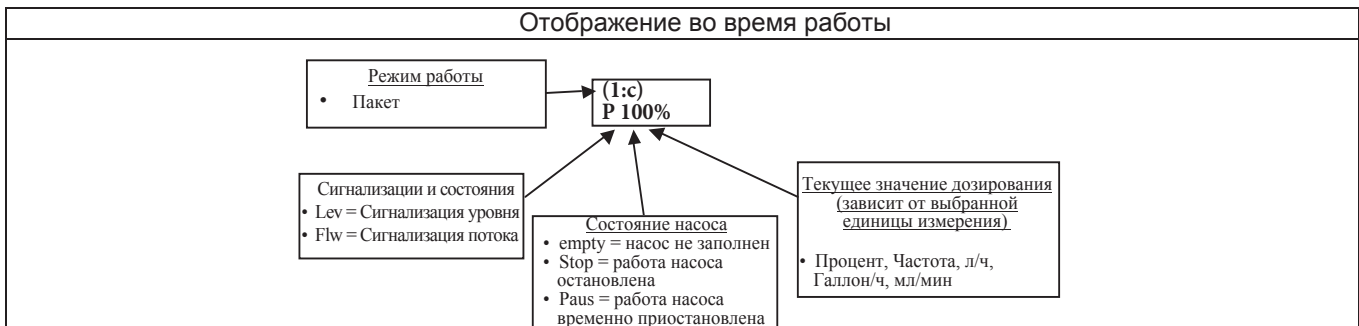 Отображение во время работы
Режим работы
• Пакет
(1:c)
P 100%
Сигнализации и состояния
• Lev = Сигнализация уровня
• Flw = Сигнализация потока
Состояние насоса
• empty = насос не заполнен
• Stop = работа насоса
остановлена
• Paus = работа насоса
временно приостановлена
Текущее значение дозирования
(зависит от выбранной
единицы измерения)
• Процент, Частота, л/ч,
Галлон/ч, мл/мин